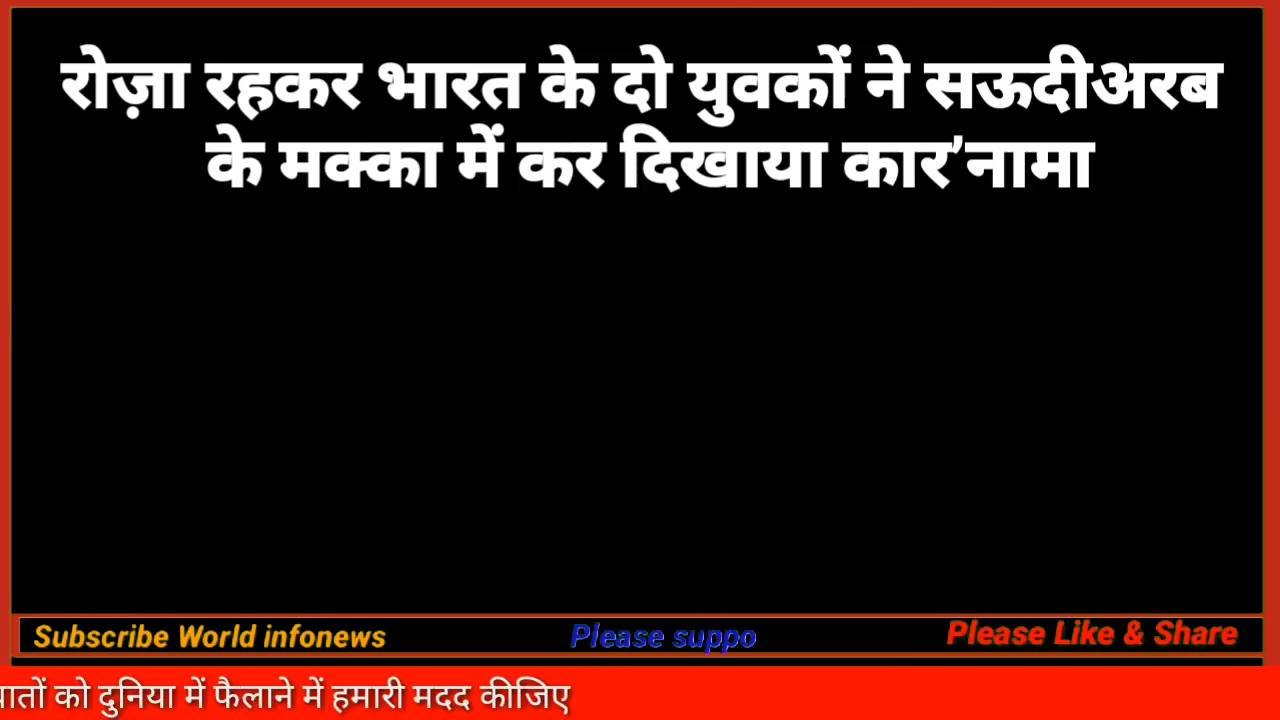 रोज़ा रहकर भारत के दो युवकों ने सऊदीअरब
के मक्का में कर दिखाया कार'नामा
Subscribe World infonews
Please suppo
Please Like & Share
को दुनिया में फैलाने में हमारी मदद कीजिए